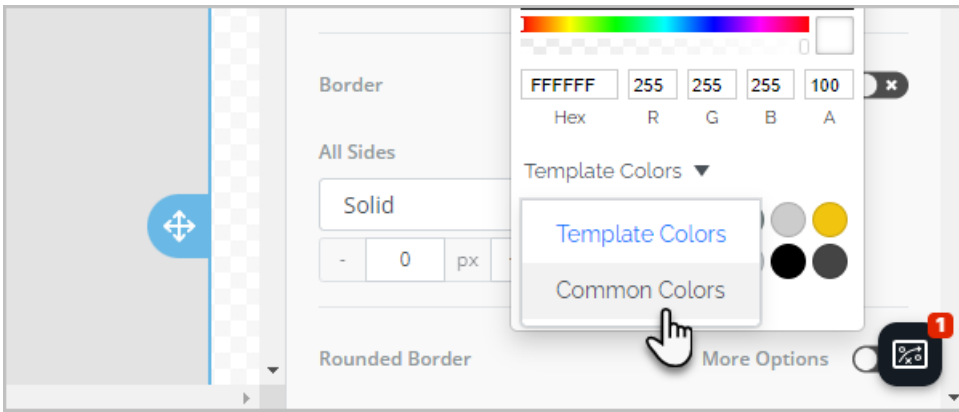 Border
FFFFFF 255 255 255 100
Hex R G B A
All Sides
Template Colors
Solid
Template Colors
- 0 px
Common Colors
Rounded Border
More Options
1